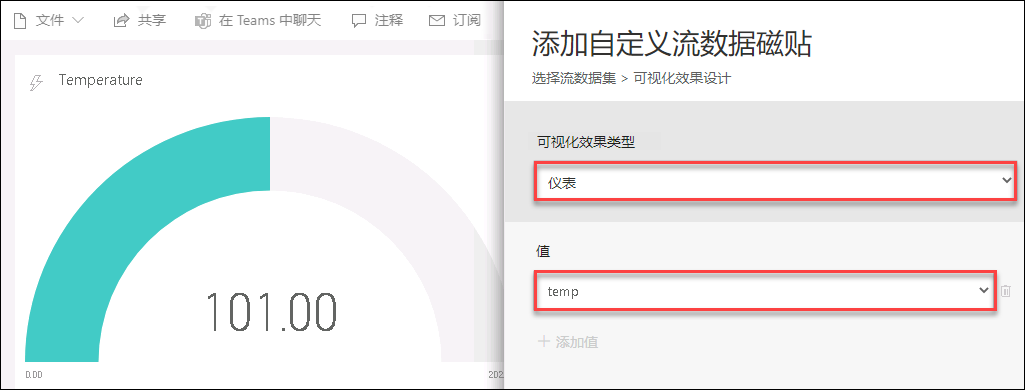 文件 共享 在 Teams 中聊天 注释 订阅
Temperature
101.00
0.00
添加自定义流数据磁贴
选择流数据集 > 可视化效果设计
可视化效果类型
仪表
值
temp
+ 添加值